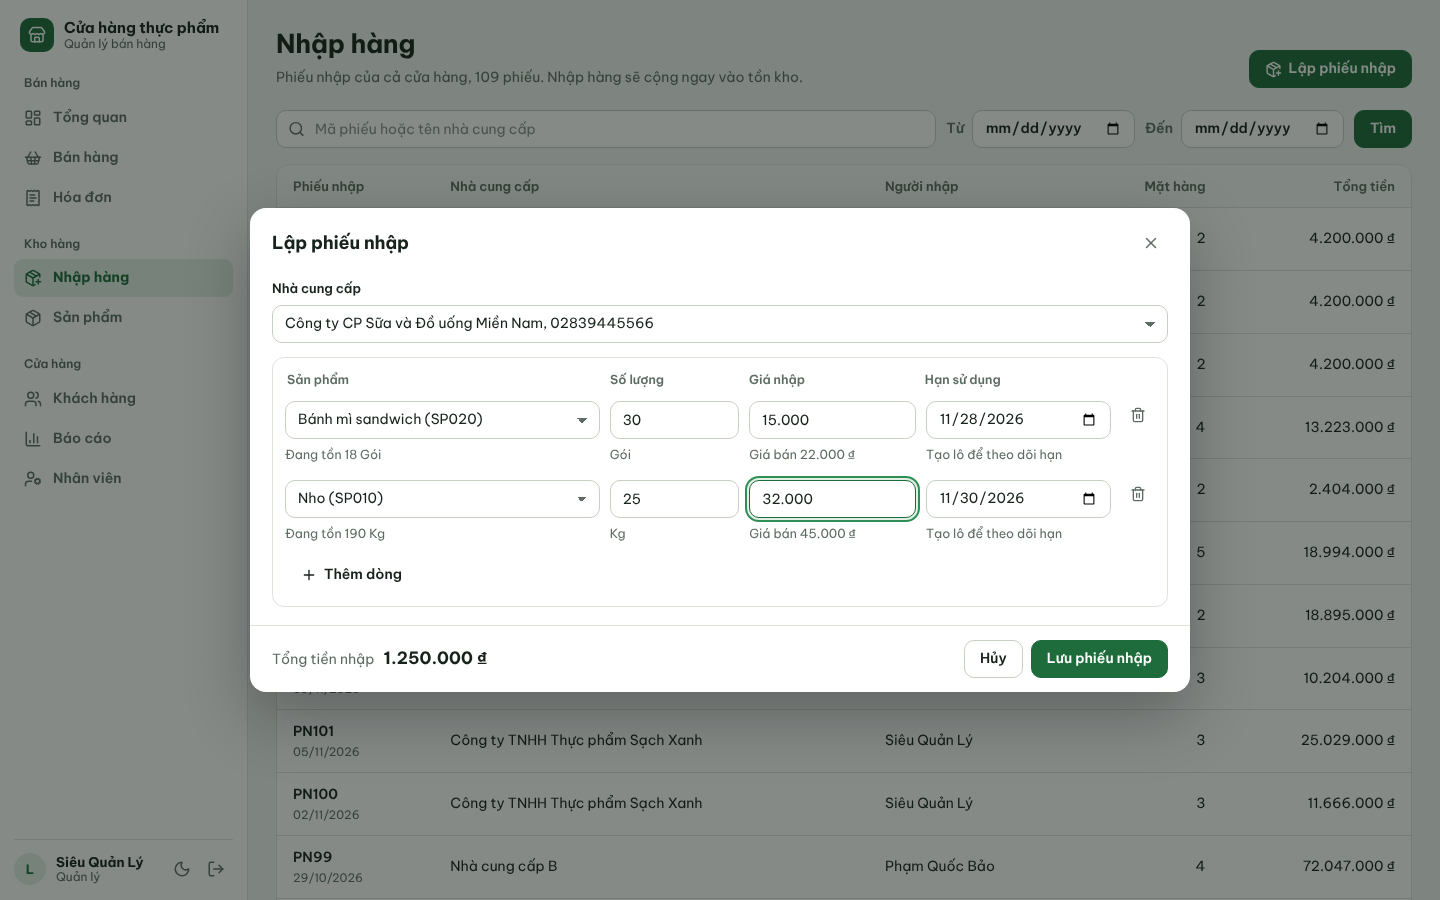 Cửa hàng thực phẩm
Quản lý bán hàng
Bán hàng
Tổng quan
Bán hàng
Hóa đơn
Kho hàng
Nhập hàng
Sản phẩm
Cửa hàng
Khách hàng
Báo cáo
Nhân viên
L
Siêu Quản Lý
Quản lý
Nhập hàng
Phiếu nhập của cả cửa hàng, 109 phiếu. Nhập hàng sẽ cộng ngay vào tồn kho.
Lập phiếu nhập
Mã phiếu hoặc tên nhà cung cấp
Từ mm/dd/yyyy Đến mm/dd/yyyy Tìm
Phiếu nhập Nhà cung cấp Người nhập Mặt hàng Tổng tiền
2 4.200.000 đ
2 4.200.000 đ
2 4.200.000 đ
4 13.223.000 đ
2 2.404.000 đ
5 18.994.000 đ
2 18.895.000 đ
3 10.204.000 đ
Lập phiếu nhập
Nhà cung cấp
Công ty CP Sữa và Đồ uống Miền Nam, 02839445566
Sản phẩm Số lượng Giá nhập Hạn sử dụng
Bánh mì sandwich (SP020) 30 15.000 11/28/2026
Đang tồn 18 Gói Gói Giá bán 22.000 đ Tạo lô để theo dõi hạn
Nho (SP010) 25 32.000 11/30/2026
Đang tồn 190 Kg Kg Giá bán 45.000 đ Tạo lô để theo dõi hạn
Thêm dòng
Tổng tiền nhập 1.250.000 đ
Hủy Lưu phiếu nhập
PN101 Công ty TNHH Thực phẩm Sạch Xanh Siêu Quản Lý 3 25.029.000 đ
05/11/2026
PN100 Công ty TNHH Thực phẩm Sạch Xanh Siêu Quản Lý 3 11.666.000 đ
02/11/2026
PN99 Nhà cung cấp B Phạm Quốc Bảo 4 72.047.000 đ
29/10/2026